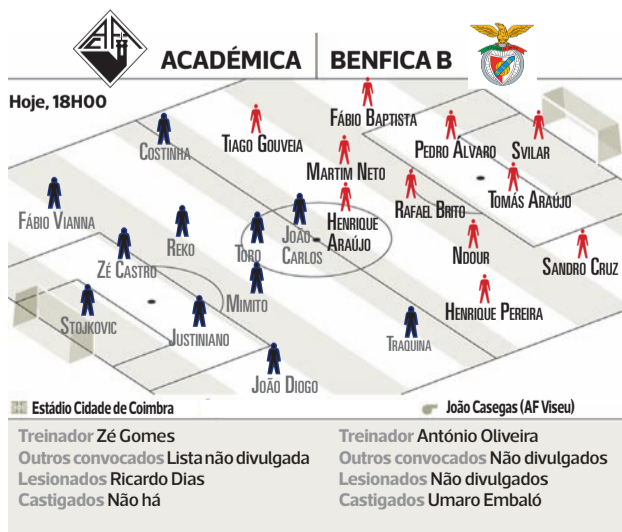 ACADÉMICA
BENFICA B
Hoje, 18H00
COSTINHA
TIAGO GOUVEIA
FÁBIO BAPTISTA
PEDRO ÁLVARO
SVILAR
MARTIM NETO
TOMÁS ARAÚJO
FÁBIO VIANNA
REKO
TORO
JOÃO
CARLOS
HENRIQUE
ARAÚJO
RAFAEL BRITO
NDOUR
SANDRO CRUZ
ZÉ CASTRO
STOJKOVIC
JUSTINIANO
MIMITO
HENRIQUE PEREIRA
TRAQUINA
JOÃO DIOGO
Estádio Cidade de Coimbra
João Casegas (AF Viseu)
Treinador Zé Gomes
Outros convocados Lista não divulgada
Lesionados Ricardo Dias
Castigados Não há
Treinador António Oliveira
Outros convocados Não divulgados
Lesionados Não divulgados
Castigados Umaro Embaló